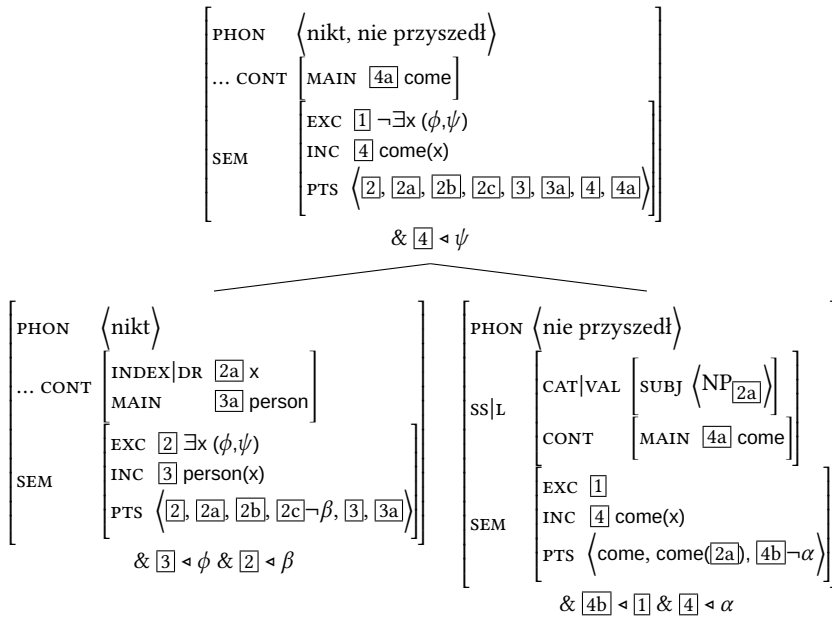 PHON ⟨nikt, nie przyszedł⟩
... CONT [MAIN 4a come]
SEM [EXC 1 ¬∃x (ϕ,ψ)
INC 4 come(x)
PTS ⟨2, 2a, 2b, 2c, 3, 3a, 4, 4a⟩]
& 4 ◁ ψ
PHON ⟨nikt⟩
... CONT [INDEX|DR 2a x
MAIN 3a person]
SEM [EXC 2 ∃x (ϕ,ψ)
INC 3 person(x)
PTS ⟨2, 2a, 2b, 2c¬β, 3, 3a⟩]
& 3 ◁ ϕ & 2 ◁ β
PHON ⟨nie przyszedł⟩
SS|L [CAT|VAL [SUBJ ⟨NP2a⟩]
CONT [MAIN 4a come]]
SEM [EXC 1
INC 4 come(x)
PTS ⟨come, come(2a), 4b¬α⟩]
& 4b ◁ 1 & 4 ◁ α